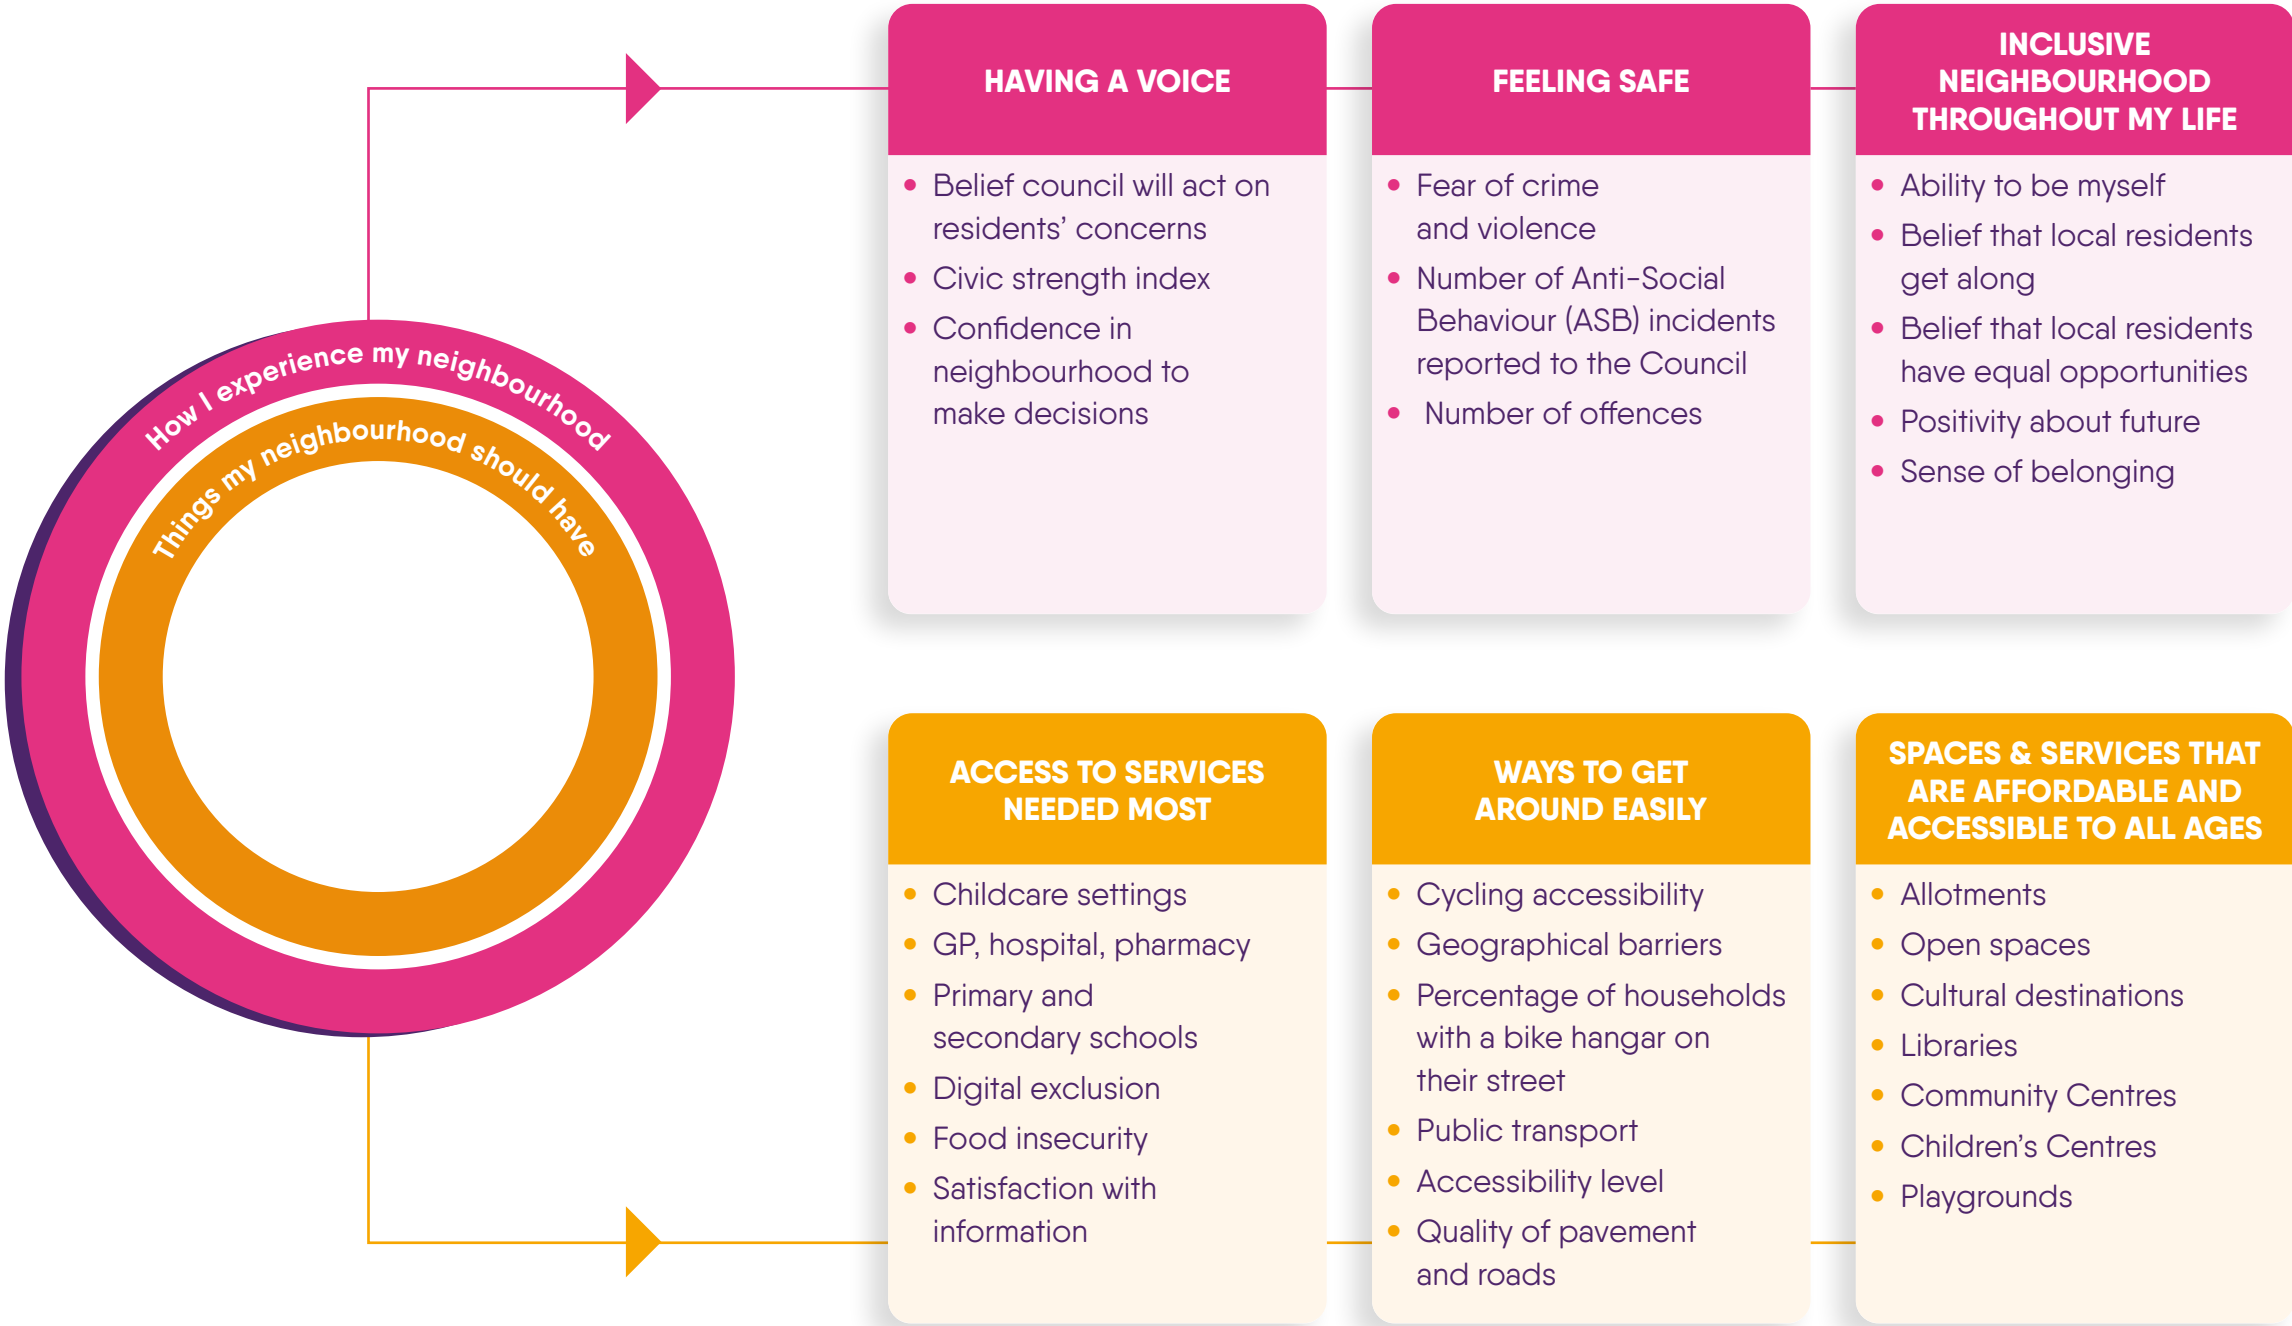 How I experience my neighbourhood
Things my neighbourhood should have
HAVING A VOICE
• Belief council will act on
residents’ concerns
• Civic strength index
• Confidence in
neighbourhood to
make decisions
FEELING SAFE
• Fear of crime
and violence
• Number of Anti-Social
Behaviour (ASB) incidents
reported to the Council
• Number of offences
INCLUSIVE
NEIGHBOURHOOD
THROUGHOUT MY LIFE
• Ability to be myself
• Belief that local residents
get along
• Belief that local residents
have equal opportunities
• Positivity about future
• Sense of belonging
ACCESS TO SERVICES
NEEDED MOST
• Childcare settings
• GP, hospital, pharmacy
• Primary and
secondary schools
• Digital exclusion
• Food insecurity
• Satisfaction with
information
WAYS TO GET
AROUND EASILY
• Cycling accessibility
• Geographical barriers
• Percentage of households
with a bike hangar on
their street
• Public transport
• Accessibility level
• Quality of pavement
and roads
SPACES & SERVICES THAT
ARE AFFORDABLE AND
ACCESSIBLE TO ALL AGES
• Allotments
• Open spaces
• Cultural destinations
• Libraries
• Community Centres
• Children’s Centres
• Playgrounds